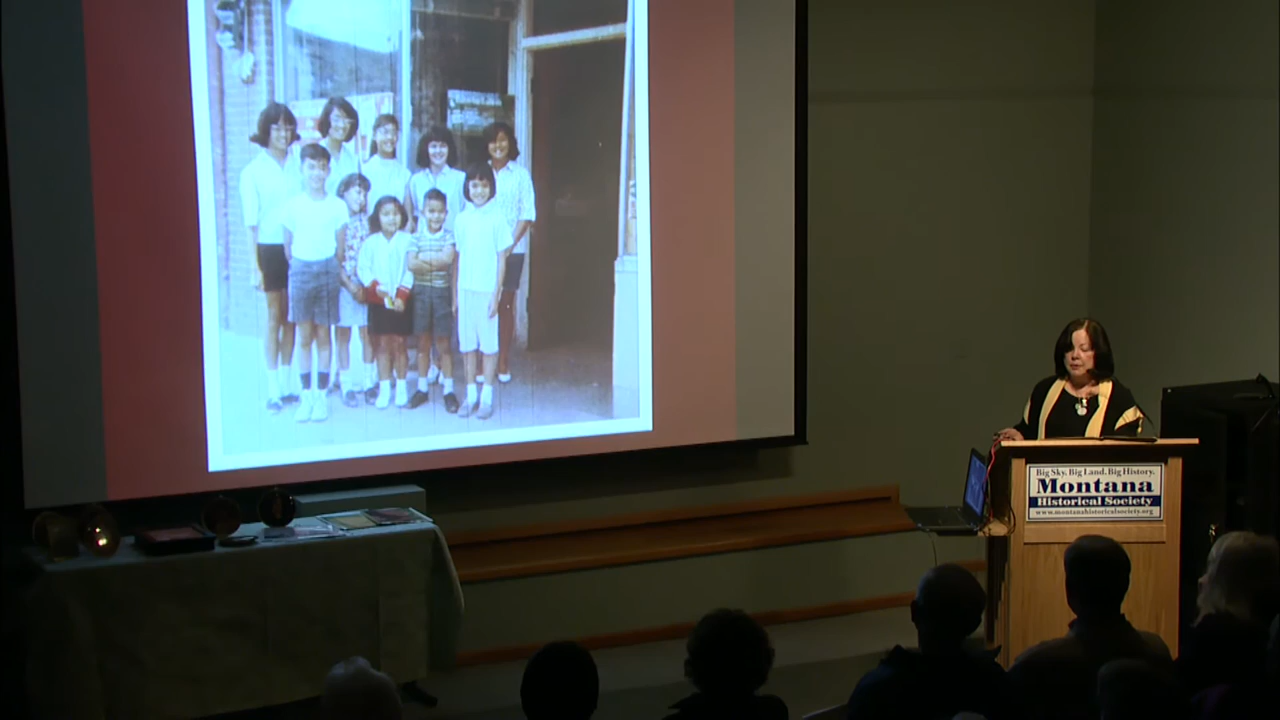 Big Sky. Big Land. Big History.
Montana
Historical Society
www.montanahistoricalsociety.org